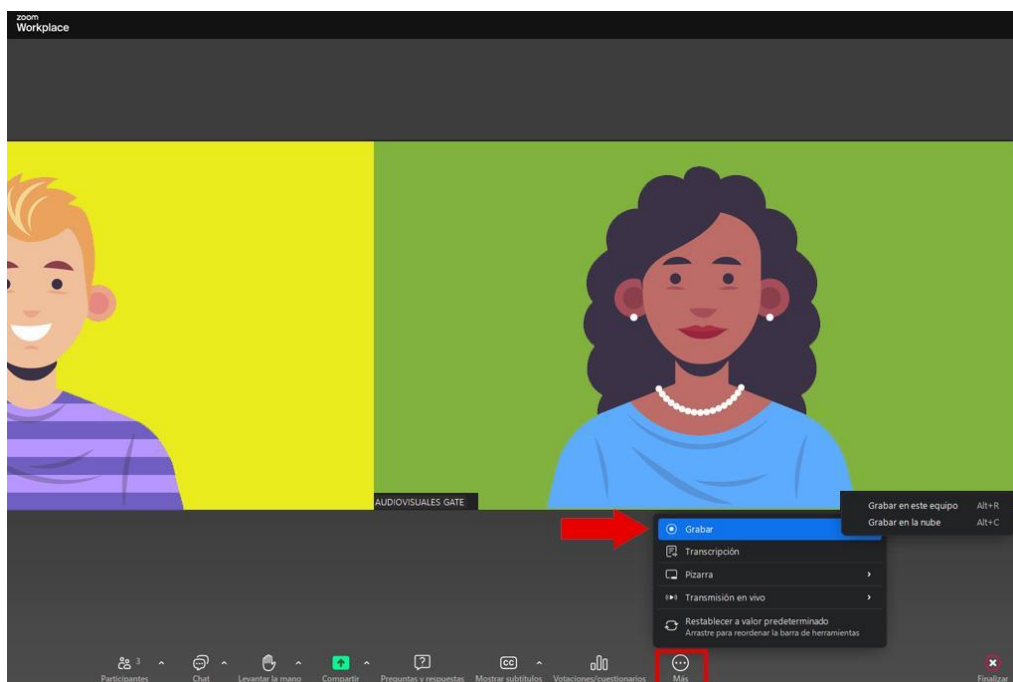 zoom
Workplace
AUDIOVISUALES GATE
Grabar
Grabar en este equipo Alt+R
Grabar en la nube Alt+C
Transcripción
Pizarra
Transmisión en vivo
Restablecer a valor predeterminado
Arrastre para reordenar la barra de herramientas
3
CC
Participantes Chat Levantar la mano Compartir Preguntas y respuestas Mostrar subtítulos Votaciones/cuestionarios Más Finalizar